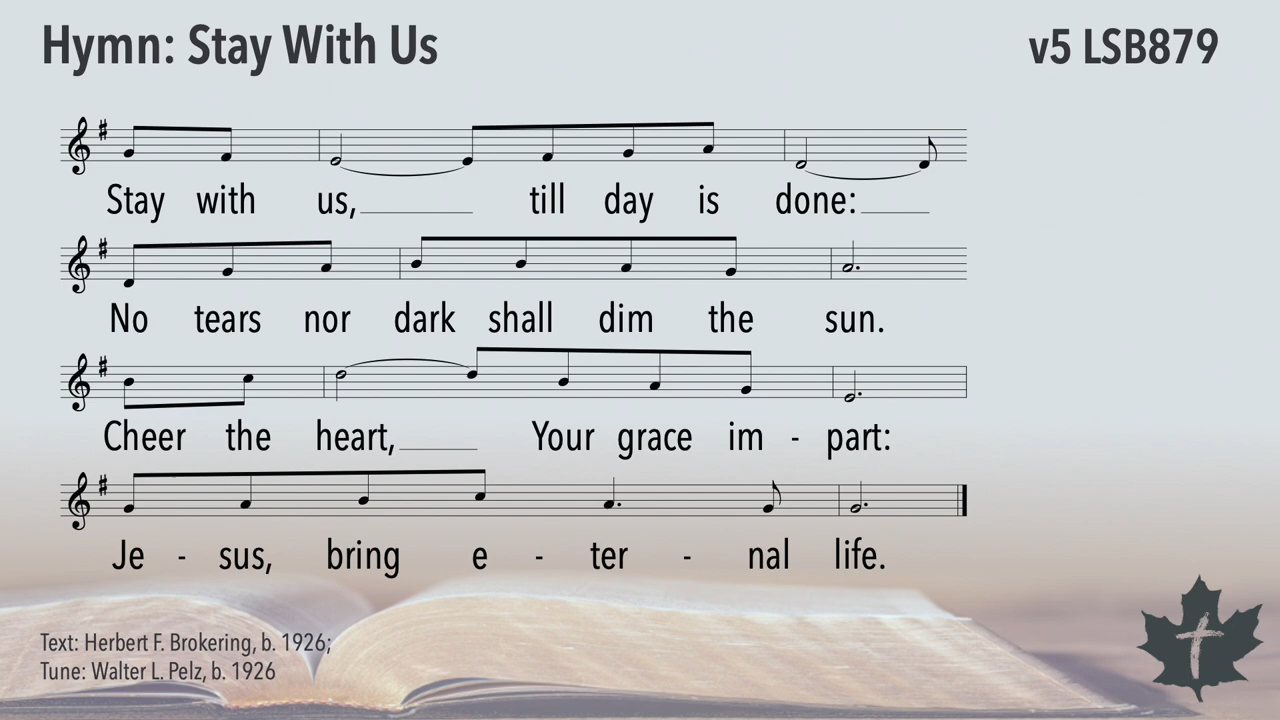 Hymn: Stay With Us
v5 LSB879
Stay with us, till day is done:
No tears nor dark shall dim the sun.
Cheer the heart, Your grace im - part:
Je - sus, bring e - ter - nal life.
Text: Herbert F. Brokering, b. 1926;
Tune: Walter L. Pelz, b. 1926